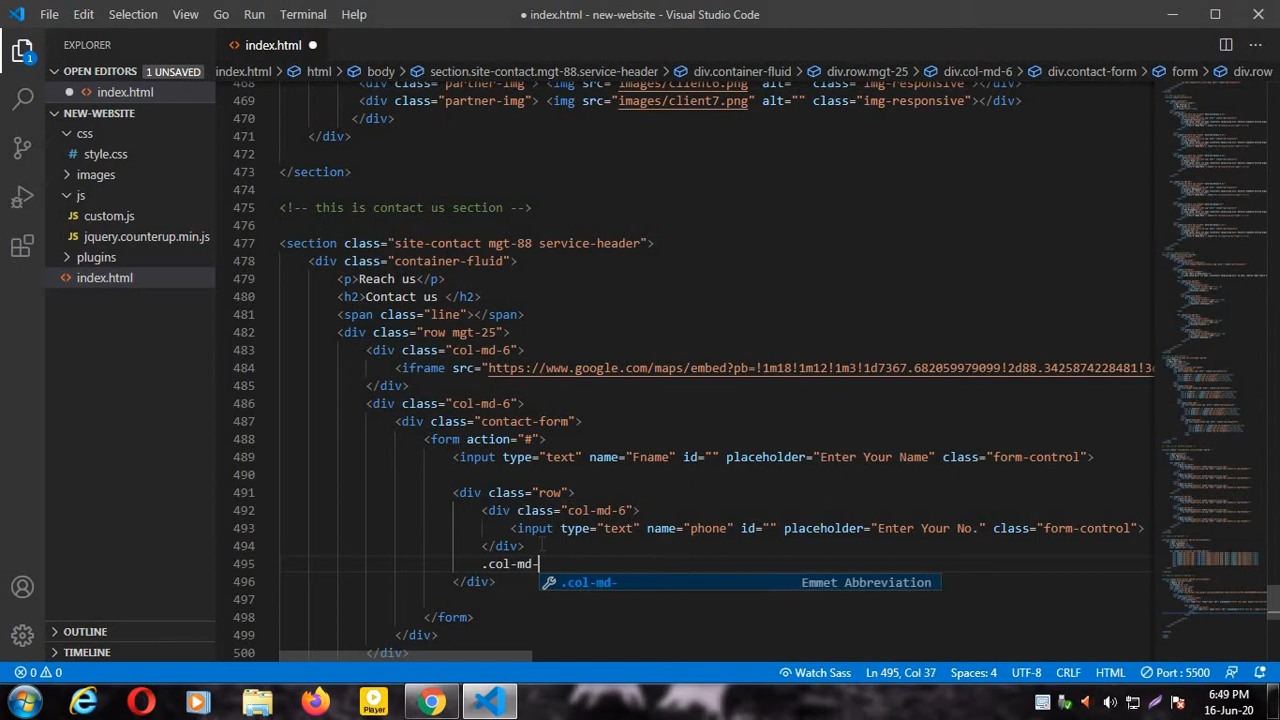 File Edit Selection View Go Run Terminal Help
● index.html - new-website - Visual Studio Code
EXPLORER
index.html
1
OPEN EDITORS 1 UNSAVED
index.html
NEW-WEBSITE
css
style.css
images
js
custom.js
jquery.counterup.min.js
plugins
index.html
OUTLINE
TIMELINE
index.html > html > body > section.site-contact.mgt-88.service-header > div.container-fluid > div.row.mgt-25 > div.col-md-6 > div.contact-form > form > div.row
468 <div class="partner-img"> <img src="images/client6.png" alt="" class="img-responsive"></div>
469 <div class="partner-img"> <img src="images/client7.png" alt="" class="img-responsive"></div>
470 </div>
471 </div>
472
473 </section>
474
475 <!-- this is contact us section
476
477 <section class="site-contact mgt-88 service-header">
478 <div class="container-fluid">
479 <p>Reach us</p>
480 <h2>Contact us </h2>
481 <span class="line"></span>
482 <div class="row mgt-25">
483 <div class="col-md-6">
484 <iframe src="https://www.google.com/maps/embed?pb=!1m18!1m12!1m3!1d7367.682059979099!2d88.3425874228481!3d
485 </div>
486 <div class="col-md-6">
487 <div class="contact-form">
488 <form action="#">
489 <input type="text" name="Fname" id="" placeholder="Enter Your Name" class="form-control">
490
491 <div class="row">
492 <div class="col-md-6">
493 <input type="text" name="phone" id="" placeholder="Enter Your No." class="form-control">
494 </div>
495 col-md-
.col-md- Emmet Abbreviation
496 </div>
497
498 </form>
499 </div>
500 </div>
0 0 Watch Sass Ln 495, Col 37 Spaces: 4 UTF-8 CRLF HTML Port : 5500
Player
6:49 PM
16-Jun-20